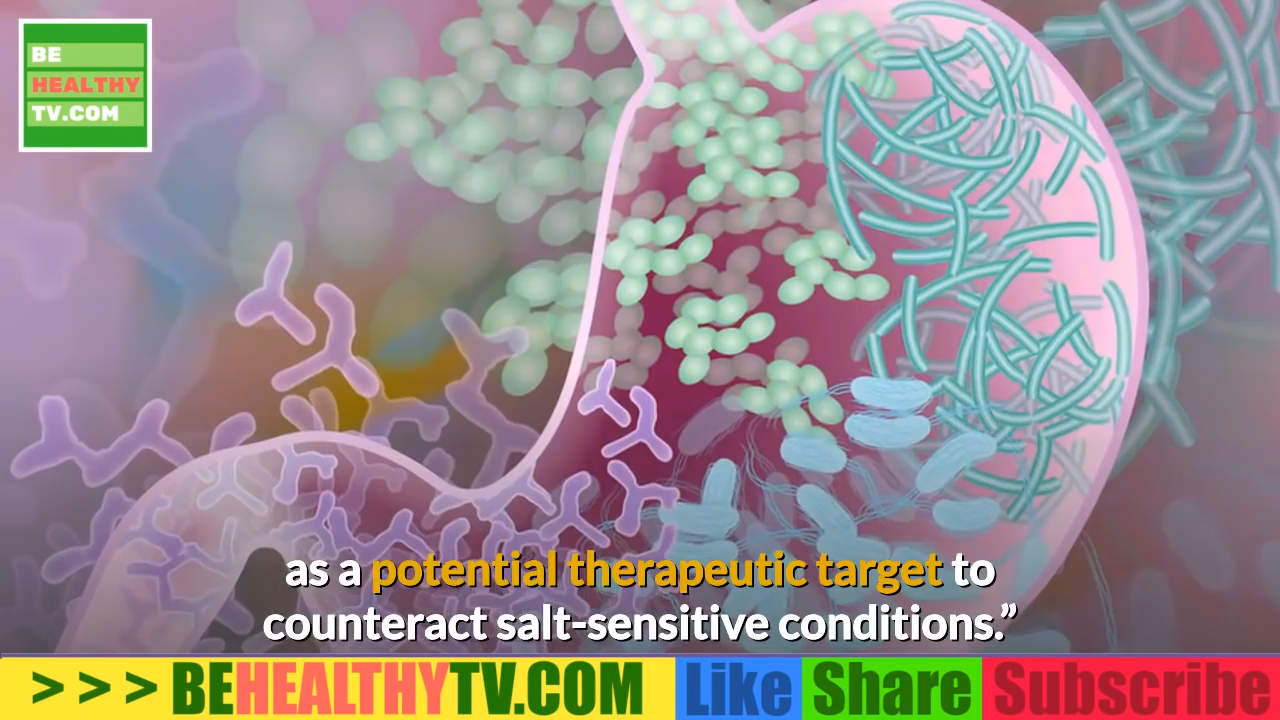 BE
HEALTHY
TV.COM
as a potential therapeutic target to
counteract salt-sensitive conditions.”
> > > BEHEALTHYTV.COM Like Share Subscribe